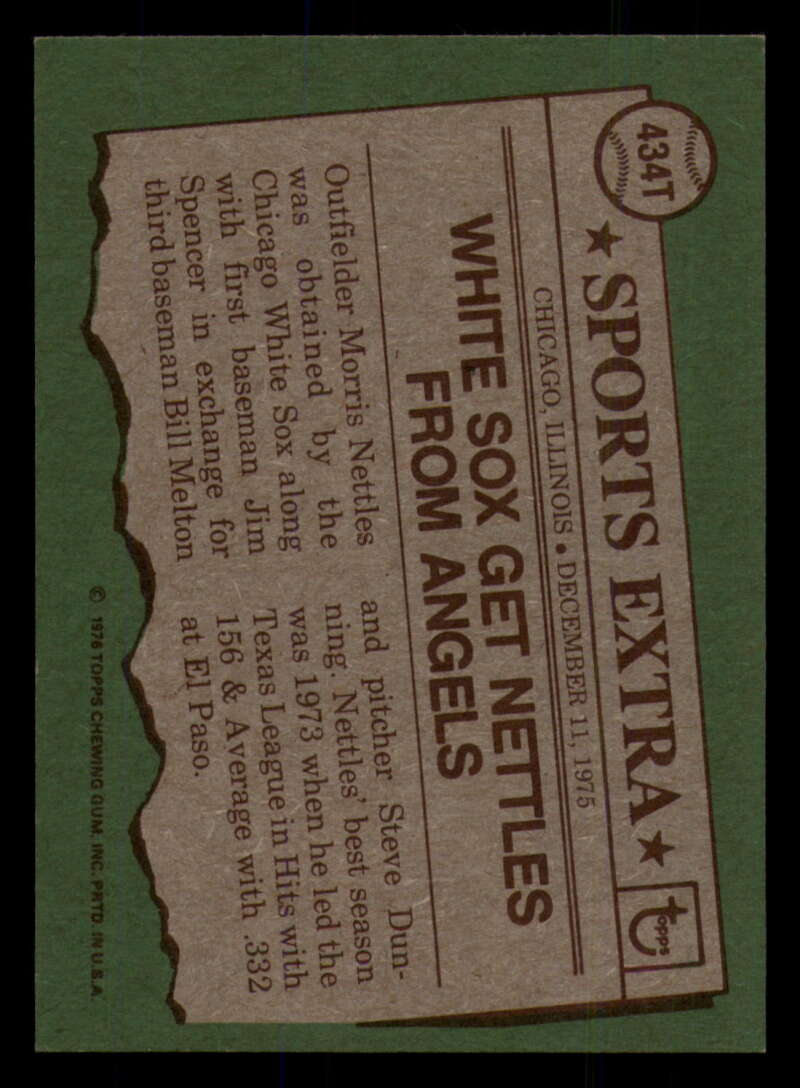 434T
★ SPORTS EXTRA ★
topps
CHICAGO, ILLINOIS • DECEMBER 11, 1975
WHITE SOX GET NETTLES
FROM ANGELS
Outfielder Morris Nettles
was obtained by the
Chicago White Sox along
with first baseman Jim
Spencer in exchange for
third baseman Bill Melton
and pitcher Steve Dun-
ning. Nettles' best season
was 1973 when he led the
Texas League in Hits with
156 & Average with .332
at El Paso.
© 1976 TOPPS CHEWING GUM, INC. PRTD. IN U.S.A.